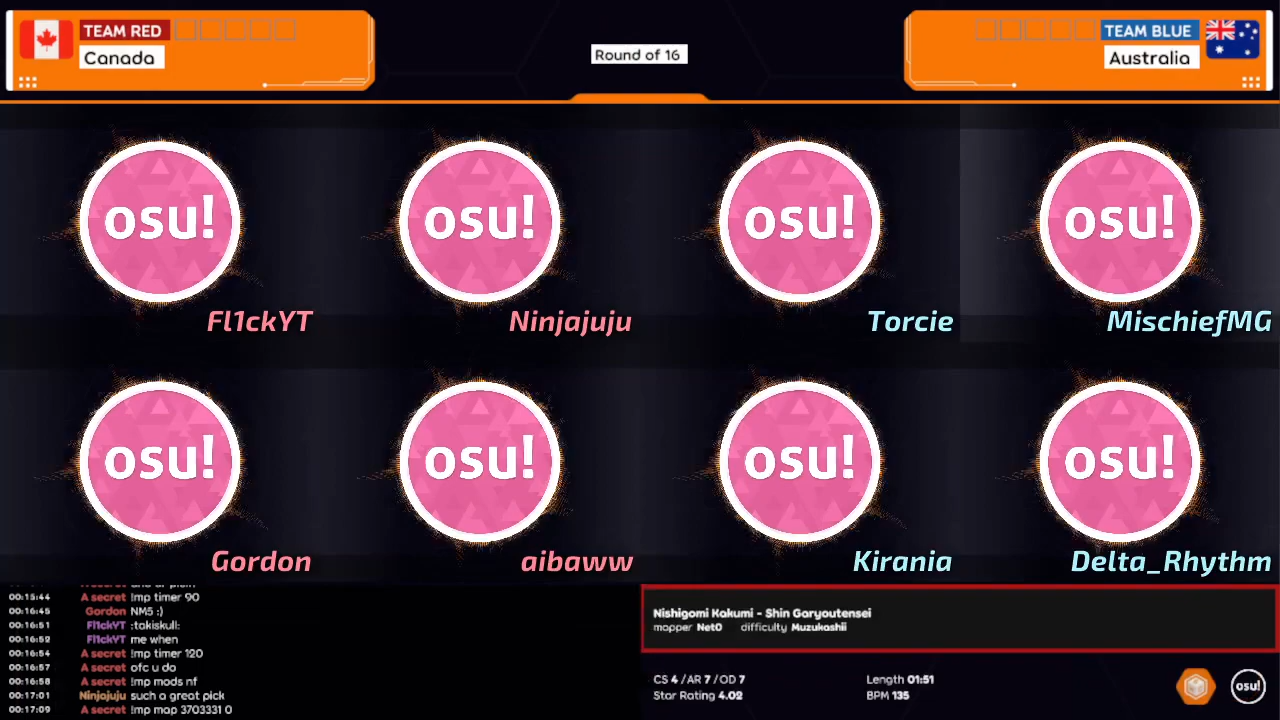 TEAM RED
Canada
Round of 16
TEAM BLUE
Australia
osu! osu! osu! osu!
Fl1ckYT Ninjajuju Torcie MischiefMG
osu! osu! osu! osu!
Gordon aibaww Kirania Delta_Rhythm
00:15:44 A secret !mp timer 90
00:16:45 Gordon NM5 :)
00:16:51 Fl1ckYT :takiskull:
00:16:52 Fl1ckYT me when
00:16:54 A secret !mp timer 120
00:16:57 A secret ofc u do
00:16:58 A secret !mp mods nf
00:17:01 Ninjajuju such a great pick
00:17:09 A secret !mp map 3703331 0
Nishigomi Kakumi - Shin Garyoutensei
mapper Net0 difficulty Muzukashii
CS 4 / AR 7 / OD 7 Length 01:51
Star Rating 4.02 BPM 135
osu!